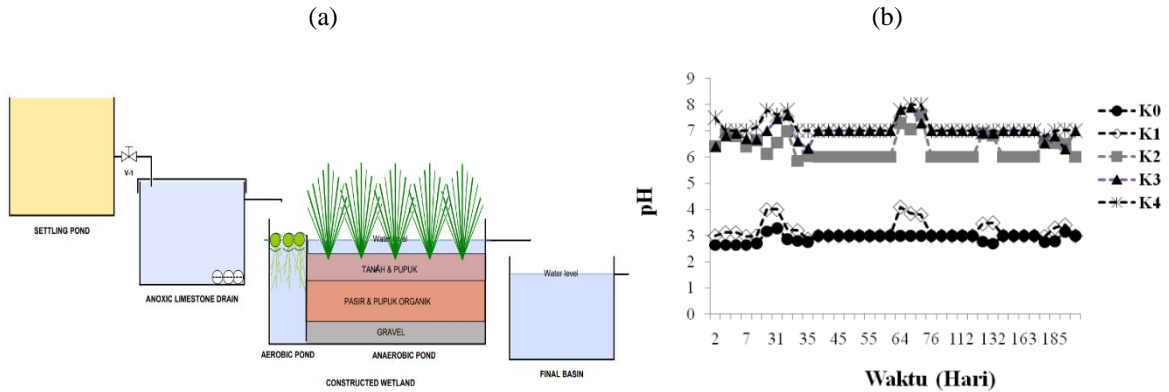 (a)
(b)
V-1
SETTLING POND
ANOXIC LIMESTONE DRAIN
Water level
TANAH & PUPUK
PASIR & PUPUK ORGANIK
GRAVEL
AEROBIC POND
ANAEROBIC POND
CONSTRUCTED WETLAND
Water level
FINAL BASIN
9
8
7
6
5
4
3
2
1
0
pH
2 7 31 35 45 55 64 76 112 132 163 185
Waktu (Hari)
K0
K1
K2
K3
K4